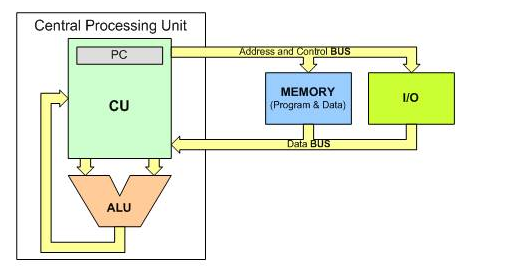 Central Processing Unit
PC
CU
ALU
Address and Control BUS
MEMORY
(Program & Data)
I/O
Data BUS